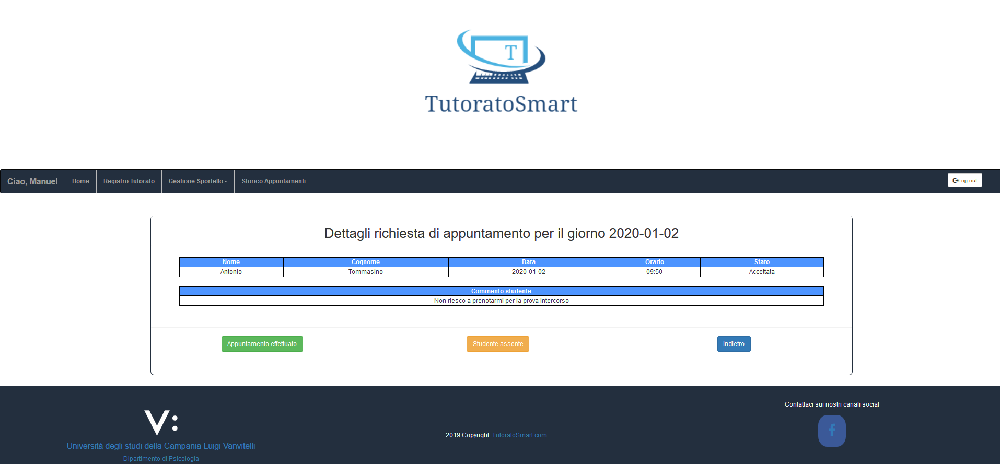 T
TutoratoSmart
Ciao, Manuel Home Registro Tutorato Gestione Sportello Storico Appuntamenti Log out
Dettagli richiesta di appuntamento per il giorno 2020-01-02
Nome Cognome Data Orario Stato
Antonio Tommasino 2020-01-02 09:50 Accettata
Commento studente
Non riesco a prenotarmi per la prova intercorso
Appuntamento effettuato Studente assente Indietro
Contattaci sui nostri canali social
V:
2019 Copyright: TutoratoSmart.com
Universitá degli studi della Campania Luigi Vanvitelli
Dipartimento di Psicologia